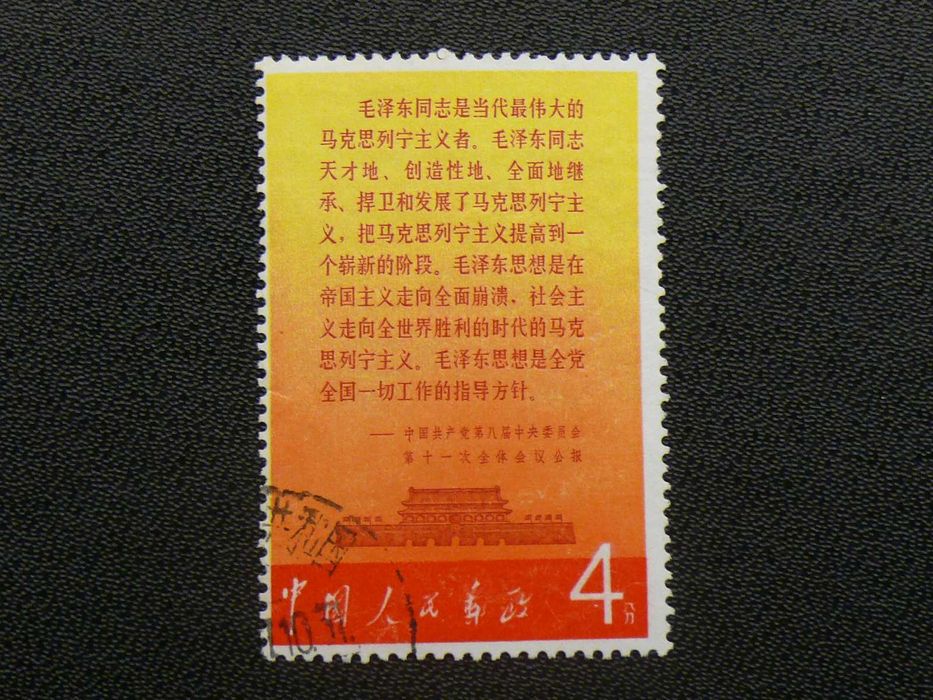 毛泽东同志是当代最伟大的
马克思列宁主义者。毛泽东同志
天才地、创造性地、全面地继
承、捍卫和发展了马克思列宁主
义，把马克思列宁主义提高到一
个崭新的阶段。毛泽东思想是在
帝国主义走向全面崩溃，社会主
义走向全世界胜利的时代的马克
思列宁主义。毛泽东思想是全党
全国一切工作的指导方针。
——中国共产党第八届中央委员会
第十一次全体会议公报
共和国
中国人民邮政 4分
10.1